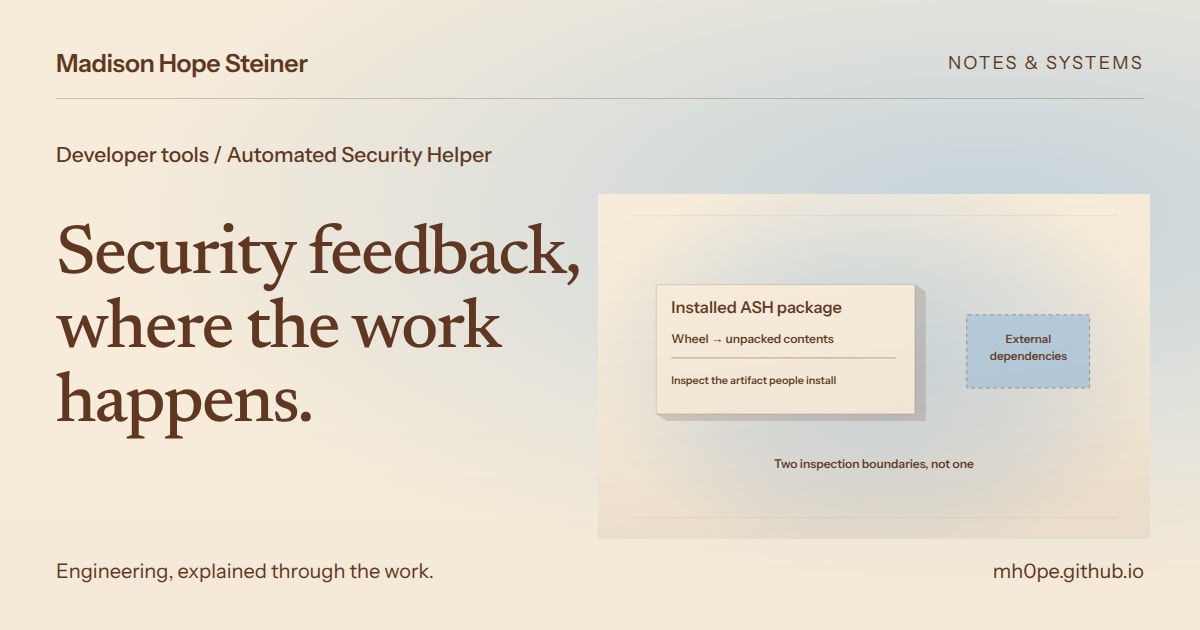 Madison Hope Steiner
NOTES & SYSTEMS
Developer tools / Automated Security Helper
Security feedback,
where the work
happens.
Installed ASH package
Wheel → unpacked contents
Inspect the artifact people install
External
dependencies
Two inspection boundaries, not one
Engineering, explained through the work.
mh0pe.github.io